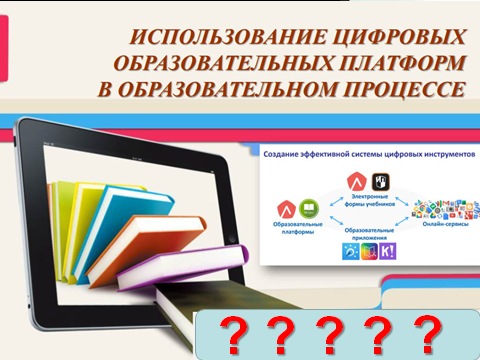 ИСПОЛЬЗОВАНИЕ ЦИФРОВЫХ
ОБРАЗОВАТЕЛЬНЫХ ПЛАТФОРМ
В ОБРАЗОВАТЕЛЬНОМ ПРОЦЕССЕ
Создание эффективной системы цифровых инструментов
Электронные
формы учебников
Образовательные
платформы
Онлайн-сервисы
Образовательные
приложения
K!
? ? ? ? ?